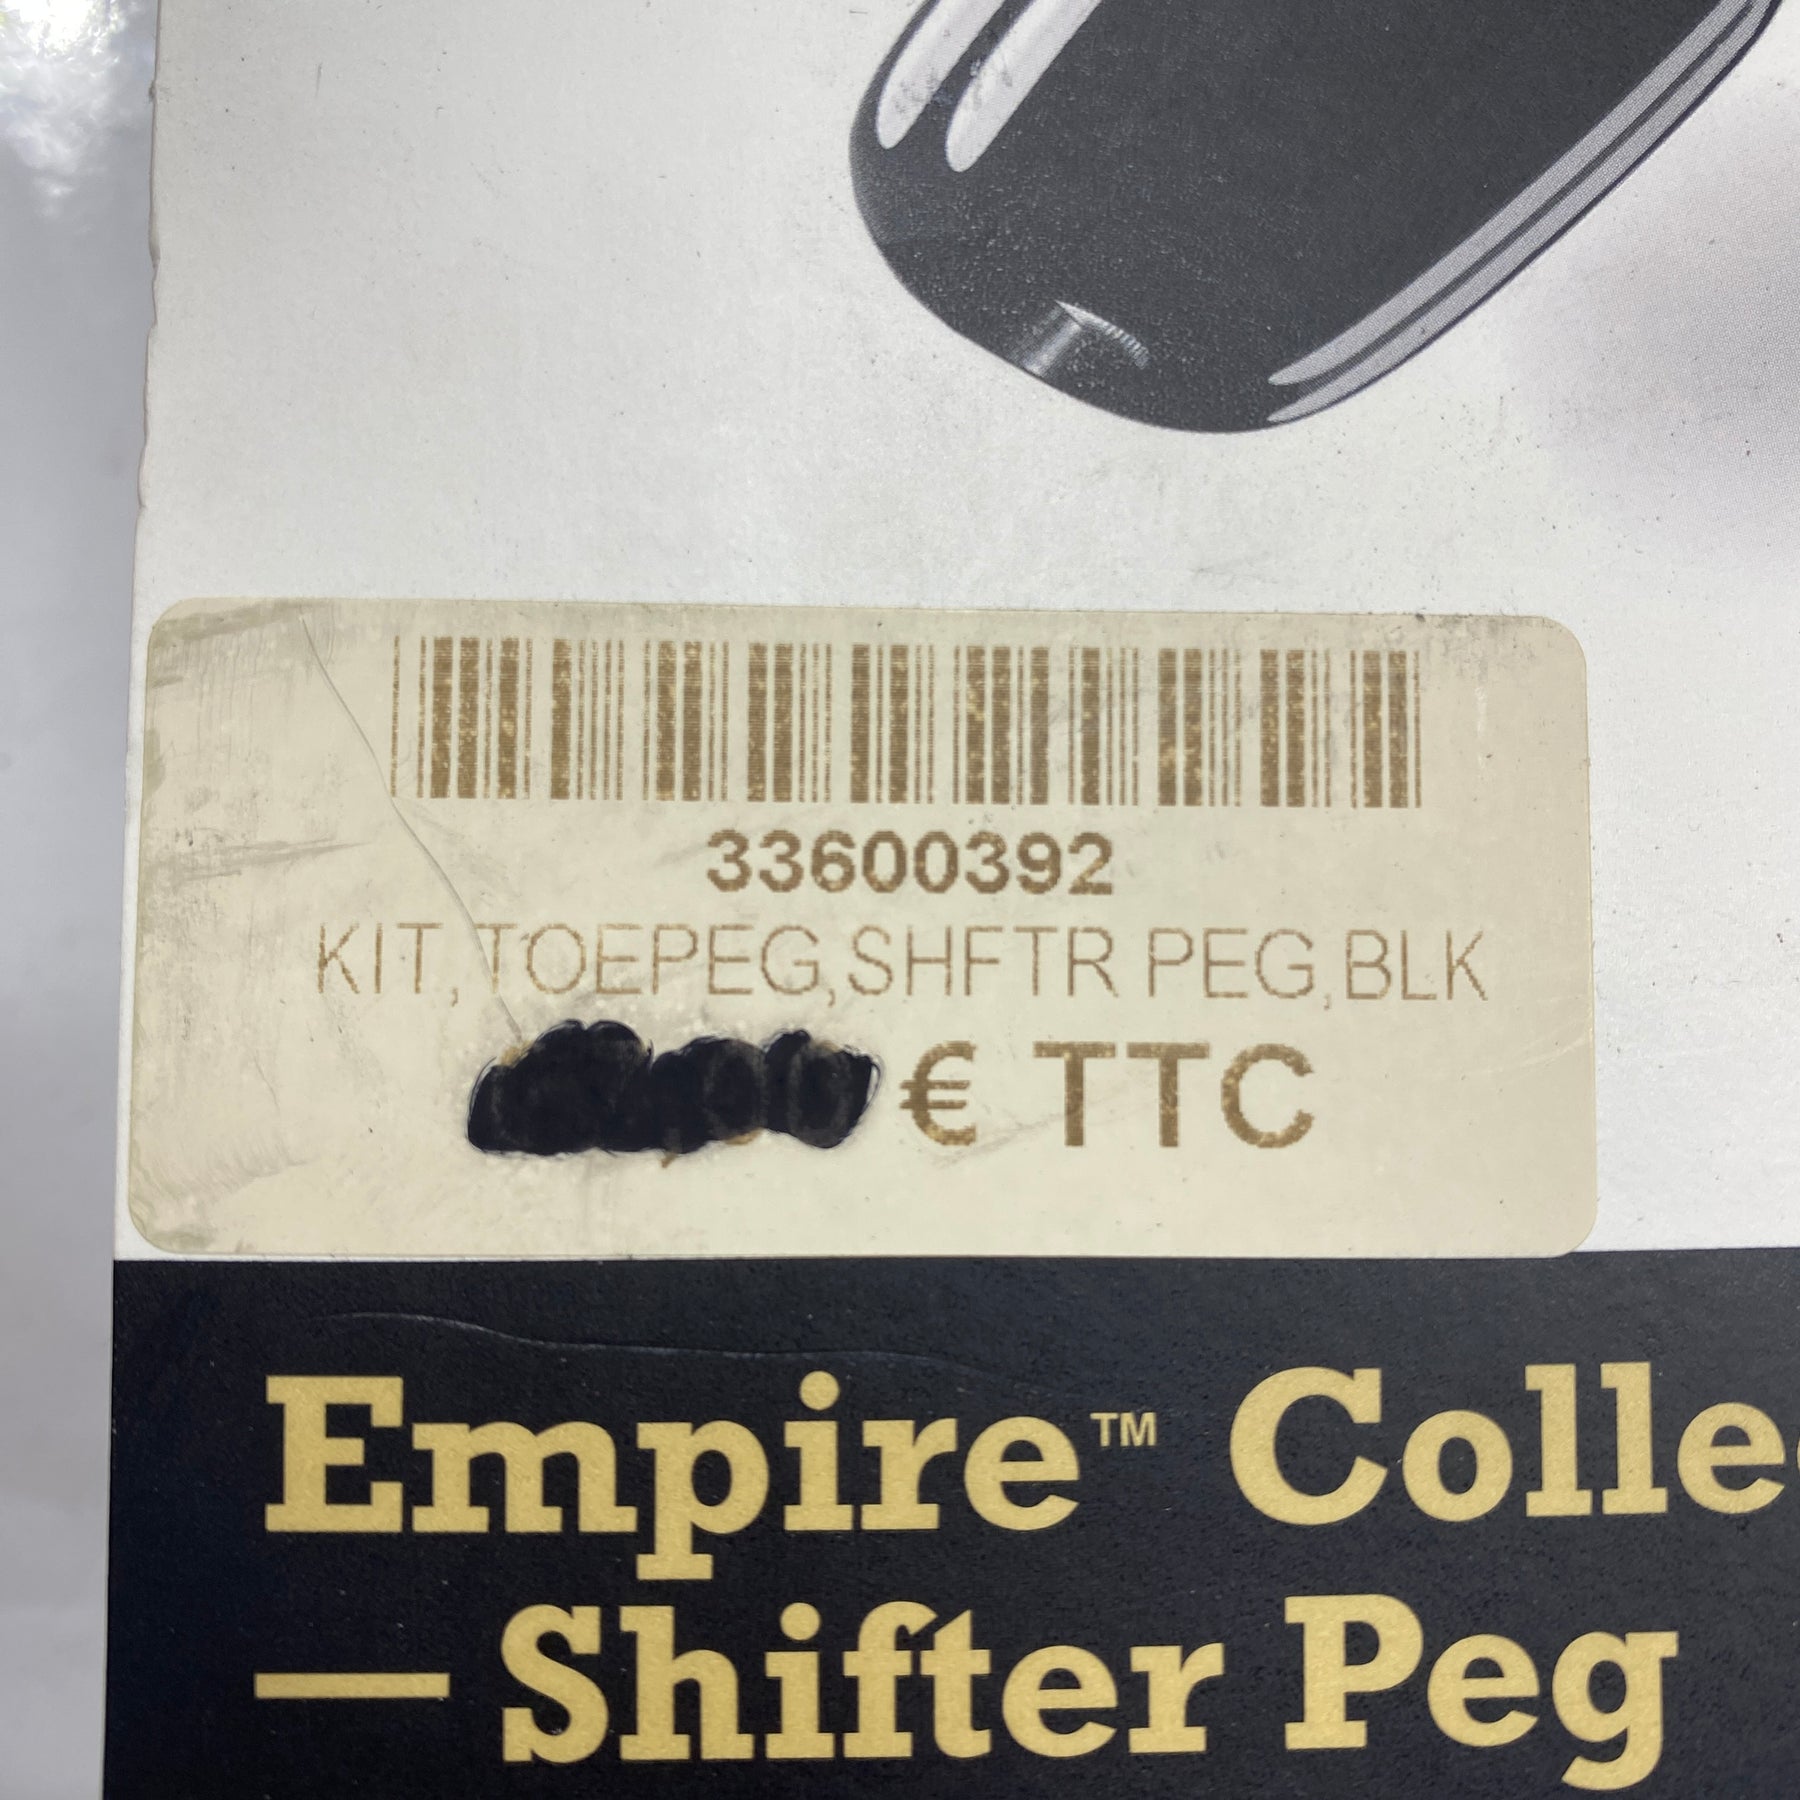 33600392
KIT,TOEPEG,SHFTR PEG,BLK
€ TTC
Empire™ Colle
— Shifter Peg